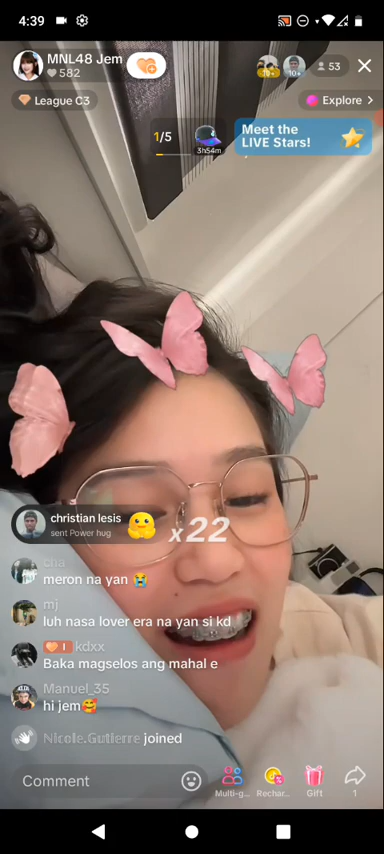 4:39
MNL48 Jem
582
10+
10+
53
League C3
Explore >
1/5
3h54m
Meet the
LIVE Stars!
christian lesis
sent Power hug
x22
cha
meron na yan 😭
mj
luh nasa lover era na yan si kd
I kdxx
Baka magselos ang mahal e
Manuel_35
hi jem🥰
Nicole.Gutierre joined
Comment
Multi-g...
Rechar...
Gift
1